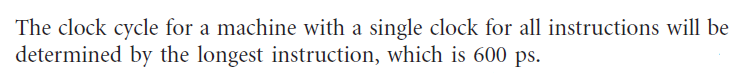 The clock cycle for a machine with a single clock for all instructions will be
determined by the longest instruction, which is 600 ps.